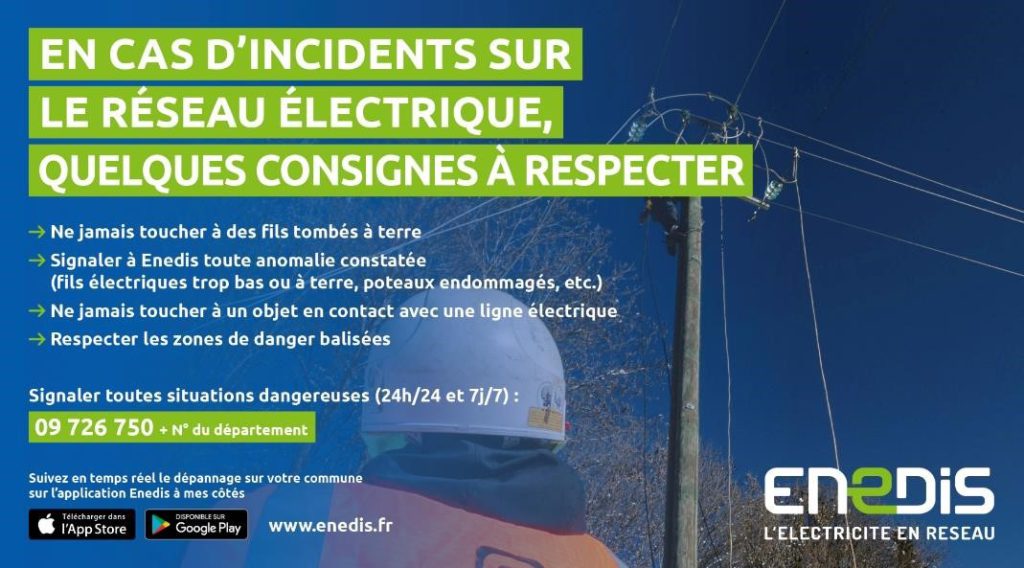 EN CAS D'INCIDENTS SUR
LE RÉSEAU ÉLECTRIQUE,
QUELQUES CONSIGNES À RESPECTER
→ Ne jamais toucher à des fils tombés à terre
→ Signaler à Enedis toute anomalie constatée
(fils électriques trop bas ou à terre, poteaux endommagés, etc.)
→ Ne jamais toucher à un objet en contact avec une ligne électrique
→ Respecter les zones de danger balisées
Signaler toutes situations dangereuses (24h/24 et 7j/7) :
09 726 750 + N° du département
Suivez en temps réel le dépannage sur votre commune
sur l'application Enedis à mes côtés
Télécharger dans
l'App Store
DISPONIBLE SUR
Google Play
www.enedis.fr
ENEDIS
L'ELECTRICITE EN RESEAU